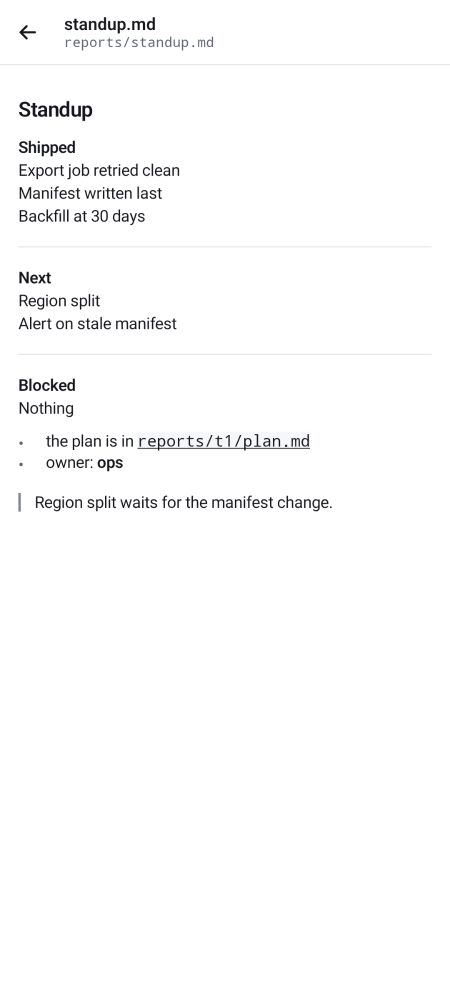 standup.md
reports/standup.md
Standup
Shipped
Export job retried clean
Manifest written last
Backfill at 30 days
Next
Region split
Alert on stale manifest
Blocked
Nothing
• the plan is in reports/t1/plan.md
• owner: ops
Region split waits for the manifest change.